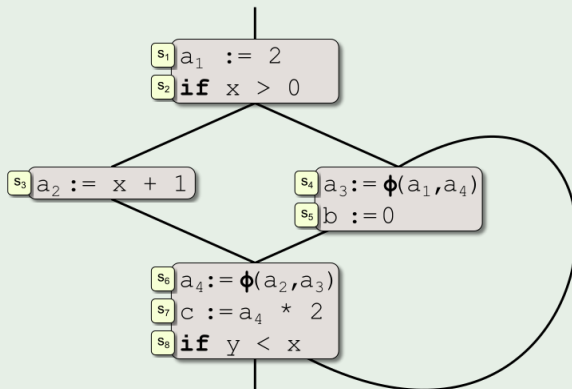 s₁ a₁ := 2
s₂ if x > 0
s₃ a₂ := x + 1
s₄ a₃:= ϕ(a₁,a₄)
s₅ b :=0
s₆ a₄:= ϕ(a₂,a₃)
s₇ c :=a₄ * 2
s₈ if y < x